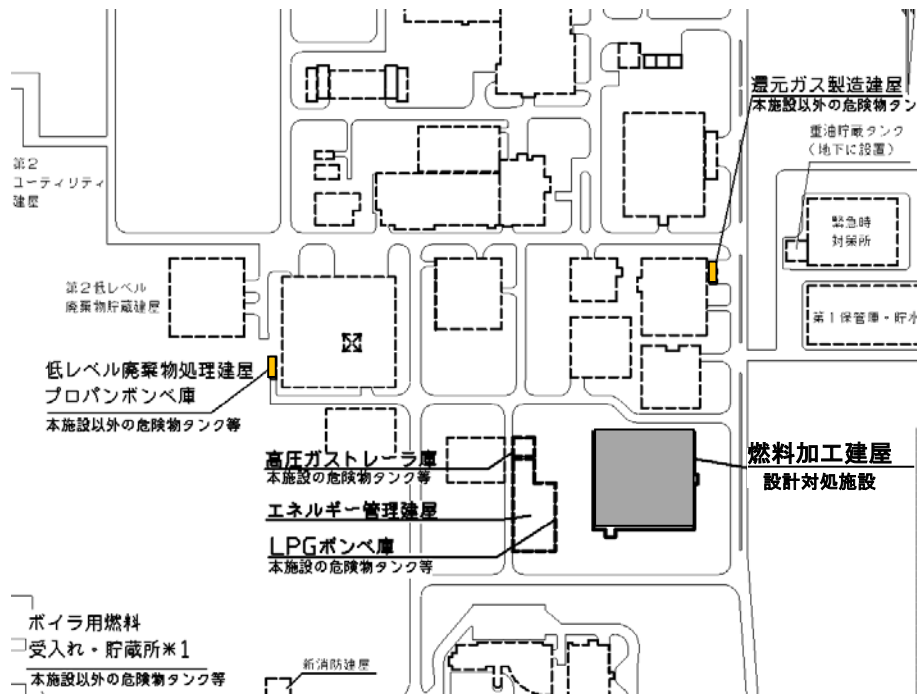 還元ガス製造建屋
本施設以外の危険物タン
重油貯蔵タンク
（地下に設置）
第2
ユーティリティ
建屋
緊急時
対策所
第2低レベル
廃棄物貯蔵建屋
第1保管庫・貯水
低レベル廃棄物処理建屋
プロパンボンベ庫
本施設以外の危険物タンク等
高圧ガストレーラ庫
本施設の危険物タンク等
燃料加工建屋
設計対処施設
エネルギー管理建屋
LPGボンベ庫
本施設の危険物タンク等
ボイラ用燃料
受入れ・貯蔵所*1
本施設以外の危険物タンク等
新消防建屋